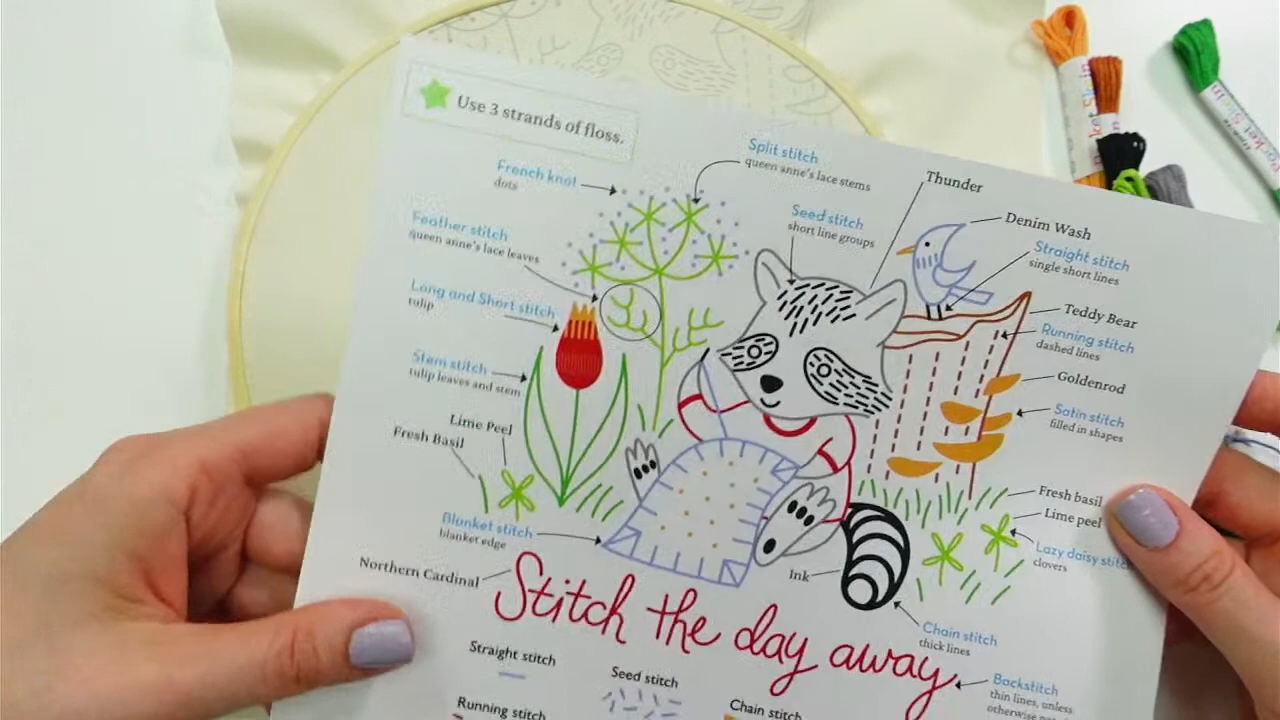 Use 3 strands of floss.
French knot
dots
Split stitch
queen anne's lace stems
Thunder
Feather stitch
queen anne's lace leaves
Seed stitch
short line groups
Denim Wash
Straight stitch
single short lines
Long and Short stitch
tulip
Teddy Bear
Running stitch
dashed lines
Stem stitch
tulip leaves and stem
Goldenrod
Satin stitch
filled in shapes
Lime Peel
Fresh Basil
Fresh basil
Lime peel
Lazy daisy stitch
clovers
Blanket stitch
blanket edge
Northern Cardinal
Ink
Chain stitch
thick lines
Stitch the day away
Backstitch
thin lines, unless
otherwise
Straight stitch
Seed stitch
Running stitch
Chain stitch